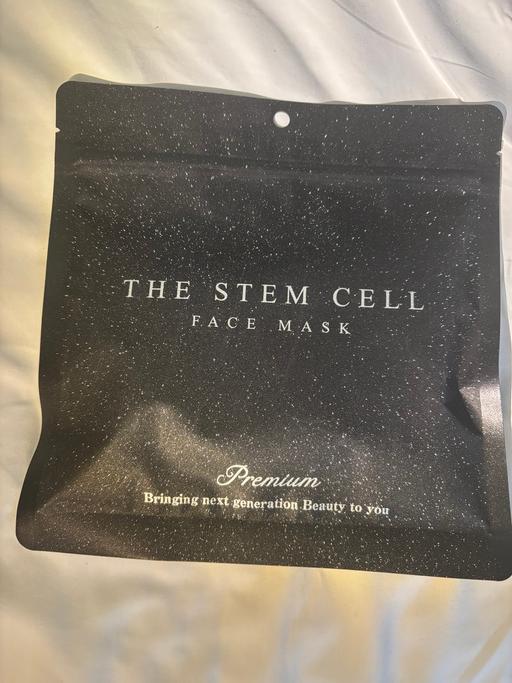 THE STEM CELL
FACE MASK
Premium
Bringing next generation Beauty to you